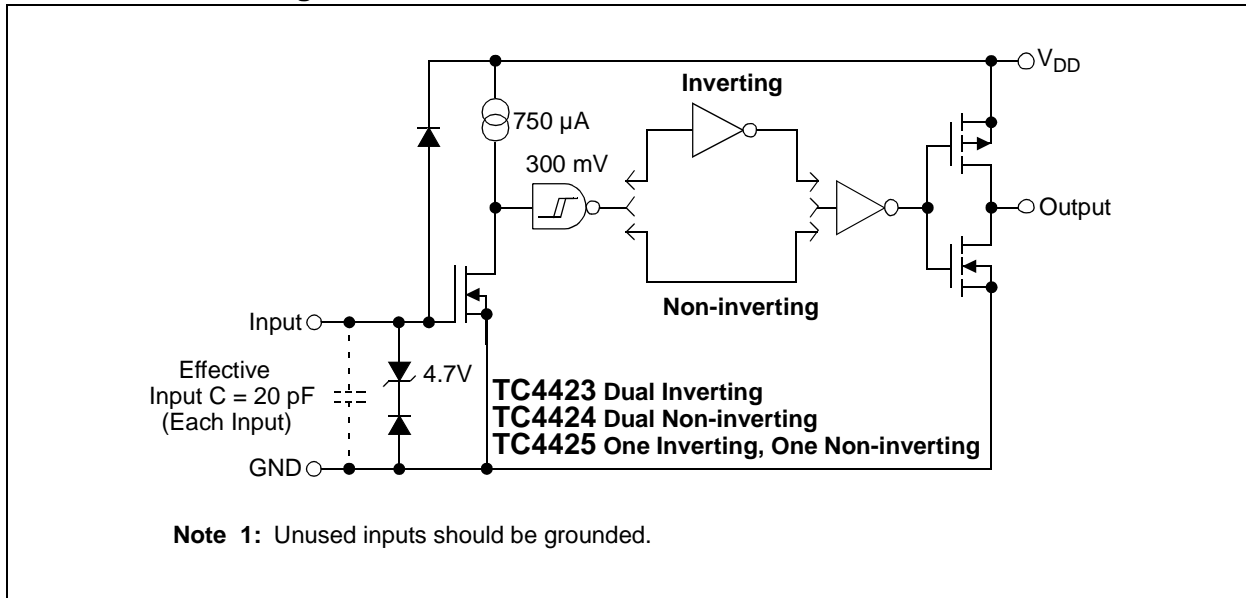 V_DD
Inverting
750 µA
300 mV
Output
Non-inverting
Input
Effective
Input C = 20 pF
(Each Input)
4.7V
TC4423 Dual Inverting
TC4424 Dual Non-inverting
TC4425 One Inverting, One Non-inverting
GND
Note 1: Unused inputs should be grounded.